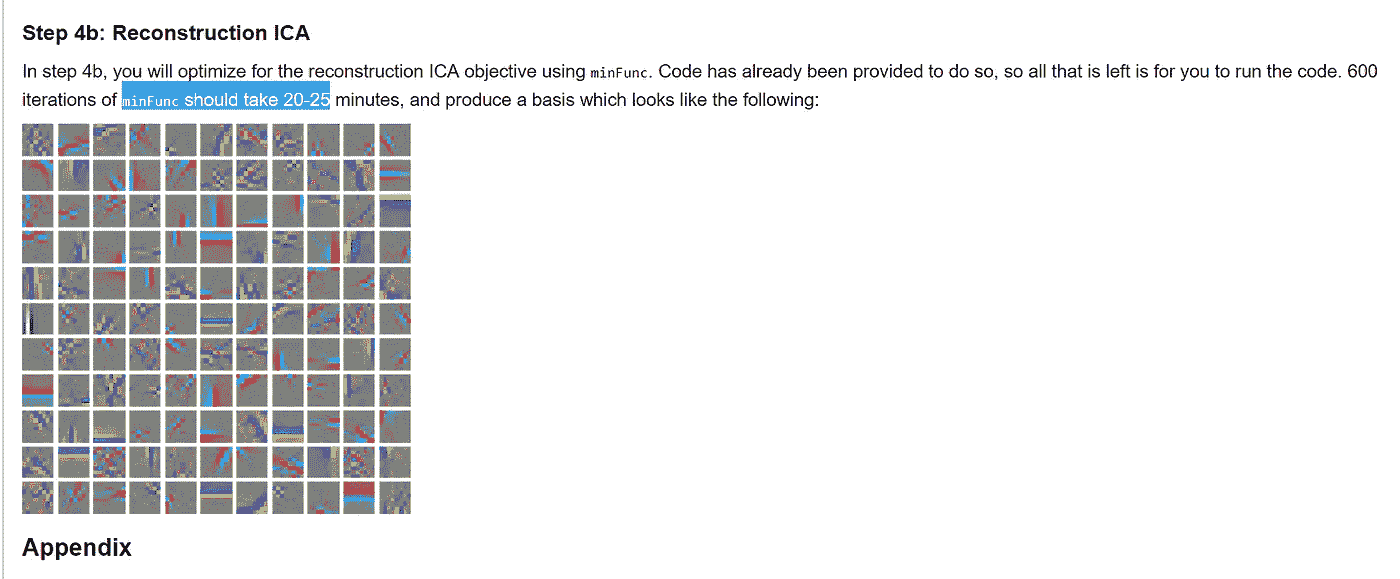 Step 4b: Reconstruction ICA
In step 4b, you will optimize for the reconstruction ICA objective using minFunc. Code has already been provided to do so, so all that is left is for you to run the code. 600
iterations of minFunc should take 20-25 minutes, and produce a basis which looks like the following:
Appendix